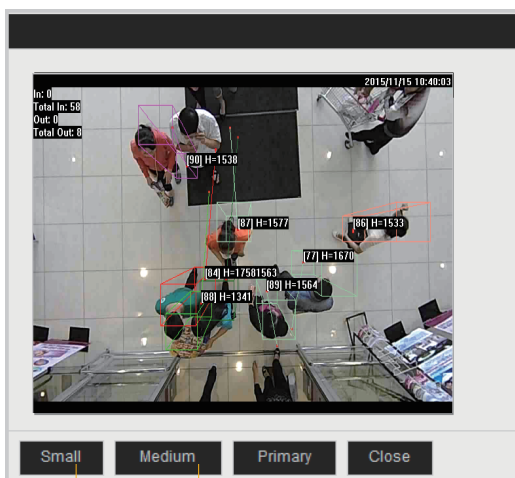 2015/11/15 10:40:03
In: 0
Total In: 58
Out: 0
Total Out: 8
[90] H=1538
[87] H=1577
[86] H=1533
[77] H=1670
[84] H=17581563
[89] H=1564
[88] H=1341
Small
Medium
Primary
Close